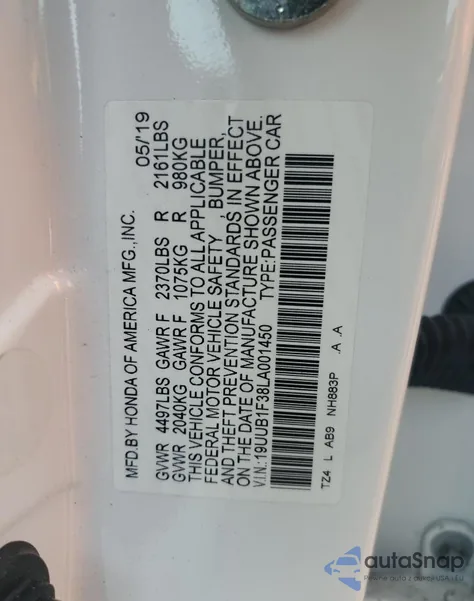 MFD.BY HONDA OF AMERICA MFG.,INC. 05/'19
GVWR 4497LBS GAWR F 2370LBS R 2161LBS
GVWR 2040KG GAWR F 1075KG R 980KG
THIS VEHICLE CONFORMS TO ALL APPLICABLE
FEDERAL MOTOR VEHICLE SAFETY, BUMPER,
AND THEFT PREVENTION STANDARDS IN EFFECT
ON THE DATE OF MANUFACTURE SHOWN ABOVE.
V.I.N.:19UUB1F38LA001450 TYPE:PASSENGER CAR
TZ4 L AB9 NH883P .A .A
autoSnap